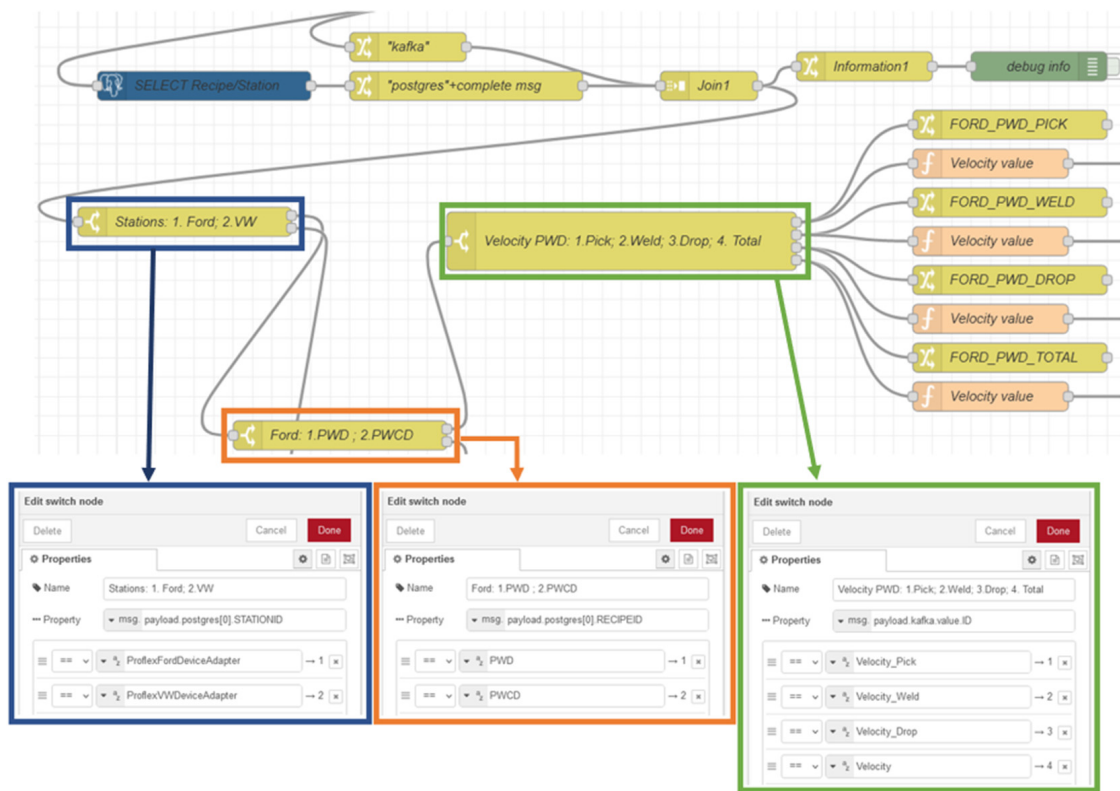 "kafka"
Information1
debug info
SELECT Recipe/Station
"postgres"+complete msg
Join1
FORD_PWD_PICK
Velocity value
FORD_PWD_WELD
Stations: 1. Ford; 2.VW
Velocity PWD: 1.Pick; 2.Weld; 3.Drop; 4. Total
Velocity value
FORD_PWD_DROP
Velocity value
FORD_PWD_TOTAL
Velocity value
Ford: 1.PWD ; 2.PWCD
Edit switch node
Delete
Cancel
Done
Properties
Name
Stations: 1. Ford; 2.VW
Property
msg. payload.postgres[0].STATIONID
== ProflexFordDeviceAdapter → 1
== ProflexVWDeviceAdapter → 2
Edit switch node
Delete
Cancel
Done
Properties
Name
Ford: 1.PWD ; 2.PWCD
Property
msg. payload.postgres[0].RECIPEID
== PWD → 1
== PWCD → 2
Edit switch node
Delete
Cancel
Done
Properties
Name
Velocity PWD: 1.Pick; 2.Weld; 3.Drop; 4. Total
Property
msg. payload.kafka.value.ID
== Velocity_Pick → 1
== Velocity_Weld → 2
== Velocity_Drop → 3
== Velocity → 4